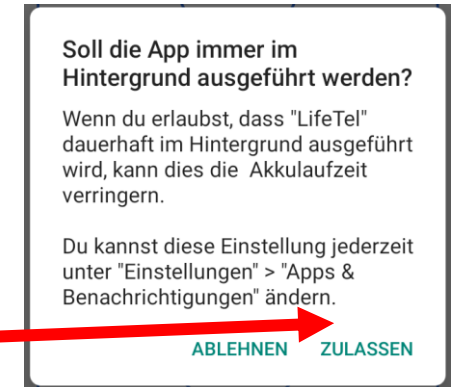 Soll die App immer im
Hintergrund ausgeführt werden?
Wenn du erlaubst, dass "LifeTel"
dauerhaft im Hintergrund ausgeführt
wird, kann dies die Akkulaufzeit
verringern.
Du kannst diese Einstellung jederzeit
unter "Einstellungen" > "Apps &
Benachrichtigungen" ändern.
ABLEHNEN ZULASSEN